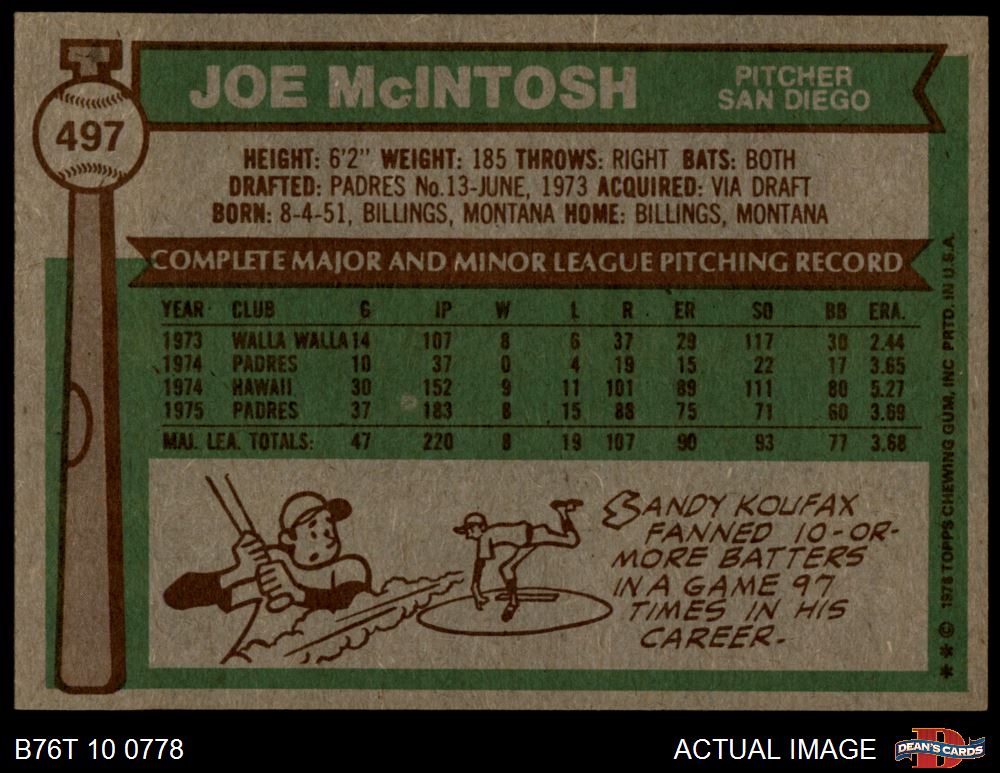 497
JOE McINTOSH
PITCHER
SAN DIEGO
HEIGHT: 6'2" WEIGHT: 185 THROWS: RIGHT BATS: BOTH
DRAFTED: PADRES No.13-JUNE, 1973 ACQUIRED: VIA DRAFT
BORN: 8-4-51, BILLINGS, MONTANA HOME: BILLINGS, MONTANA
COMPLETE MAJOR AND MINOR LEAGUE PITCHING RECORD
YEAR CLUB G IP W L R ER SO BB ERA.
1973 WALLA WALLA 14 107 8 6 37 29 117 30 2.44
1974 PADRES 10 37 0 4 19 15 22 17 3.65
1974 HAWAII 30 152 9 11 101 89 111 80 5.27
1975 PADRES 37 183 8 15 88 75 71 60 3.69
MAJ. LEA. TOTALS: 47 220 8 19 107 90 93 77 3.68
SANDY KOUFAX
FANNED 10-OR-
MORE BATTERS
IN A GAME 97
TIMES IN HIS
CAREER.
* * © 1976 TOPPS CHEWING GUM, INC PRTD. IN U.S.A.
B76T 10 0778
ACTUAL IMAGE
D
DEAN'S CARDS